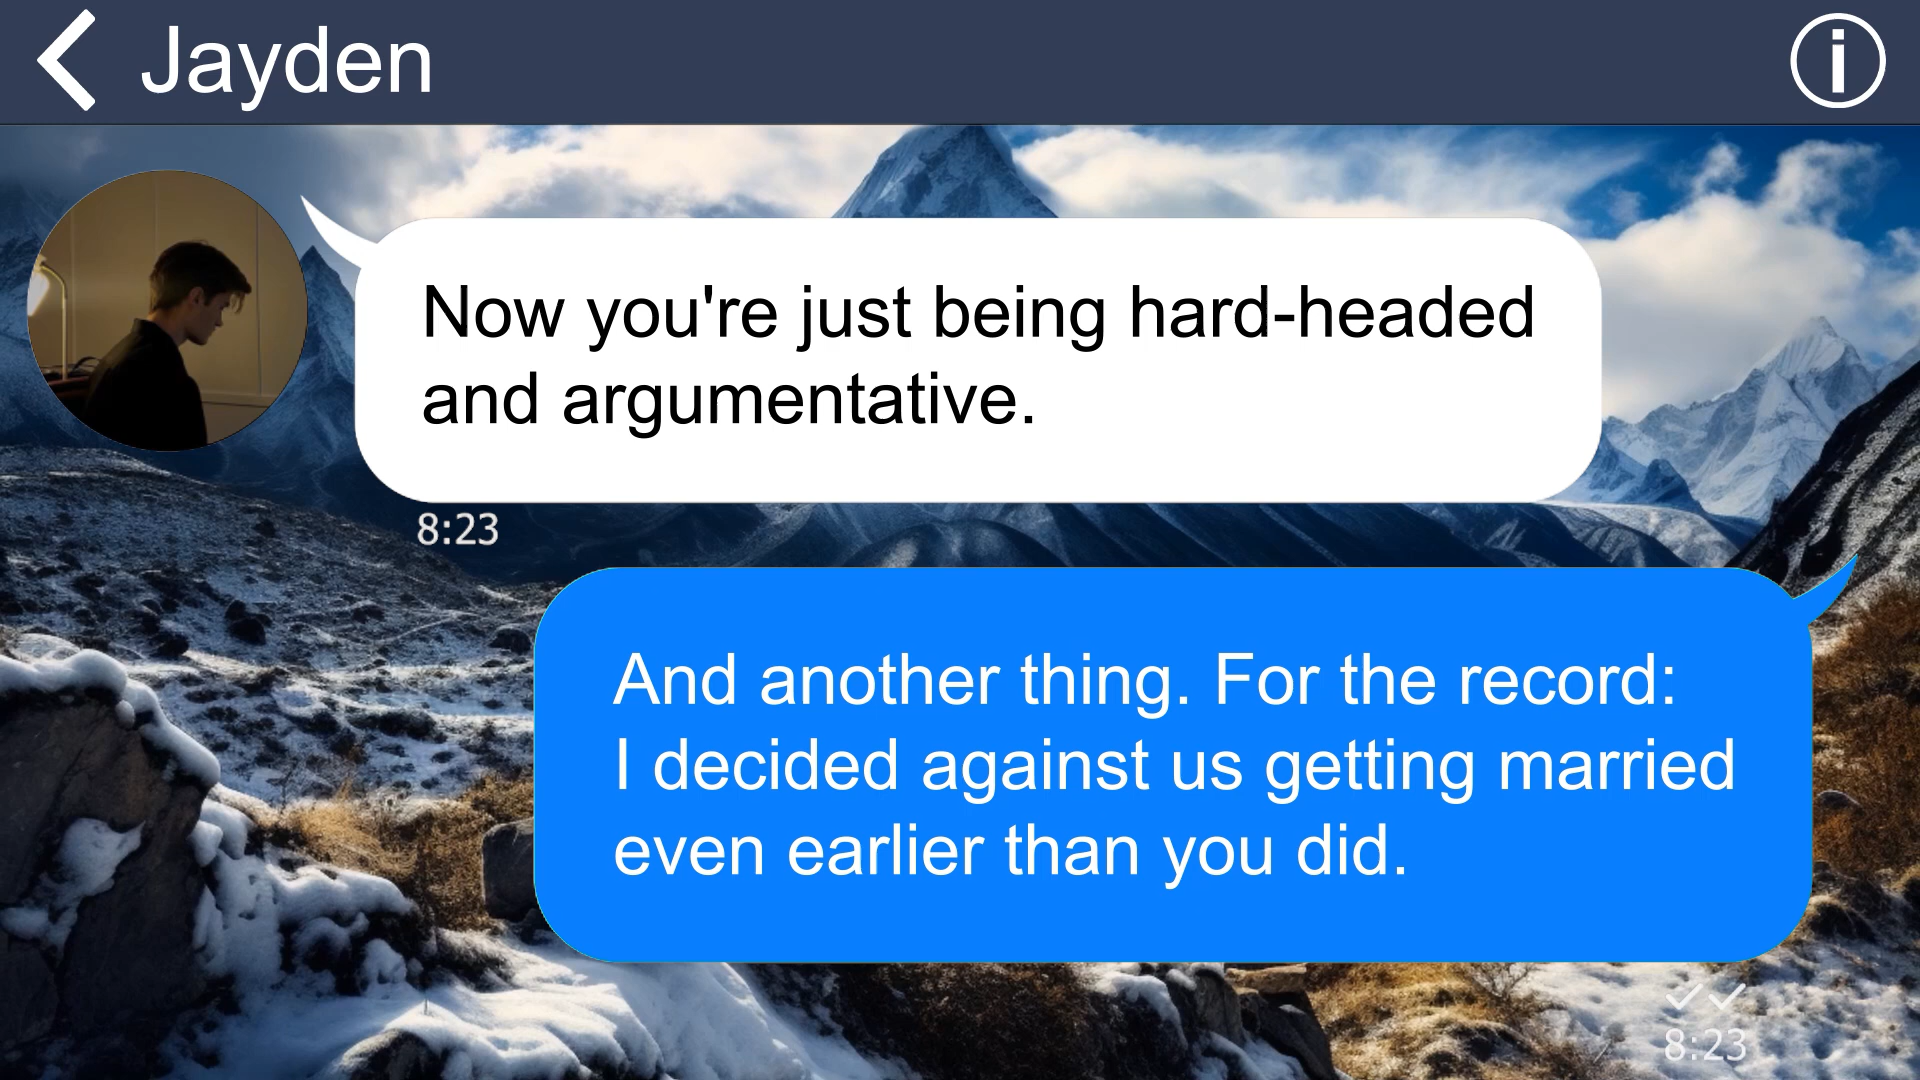 Jayden
Now you're just being hard-headed
and argumentative.
8:23
And another thing. For the record:
I decided against us getting married
even earlier than you did.
8:23